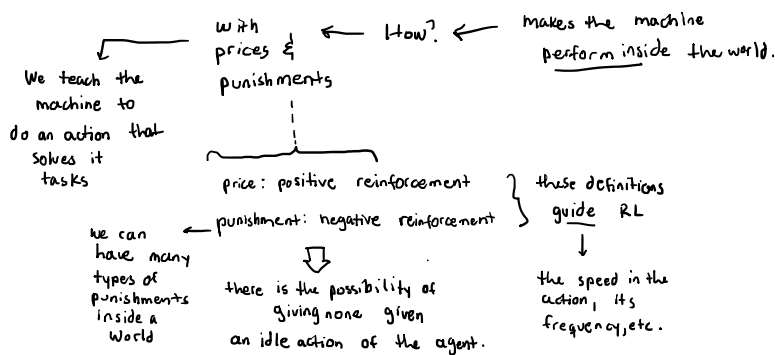 makes the machine
perform inside the world.
How?
with
prices &
punishments
We teach the
machine to
do an action that
solves it
tasks
price: positive reinforcement
punishment: negative reinforcement
these definitions
guide RL
the speed in the
action, its
frequency, etc.
we can
have many
types of
punishments
inside a
world
there is the possibility of
giving none given
an idle action of the agent.